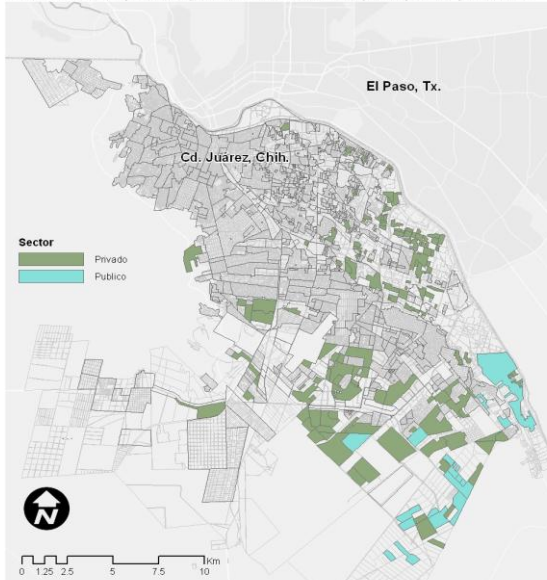 El Paso, Tx.
Cd. Juárez, Chih.
Sector
Privado
Publico
N
Km
0 1.25 2.5 5 7.5 10